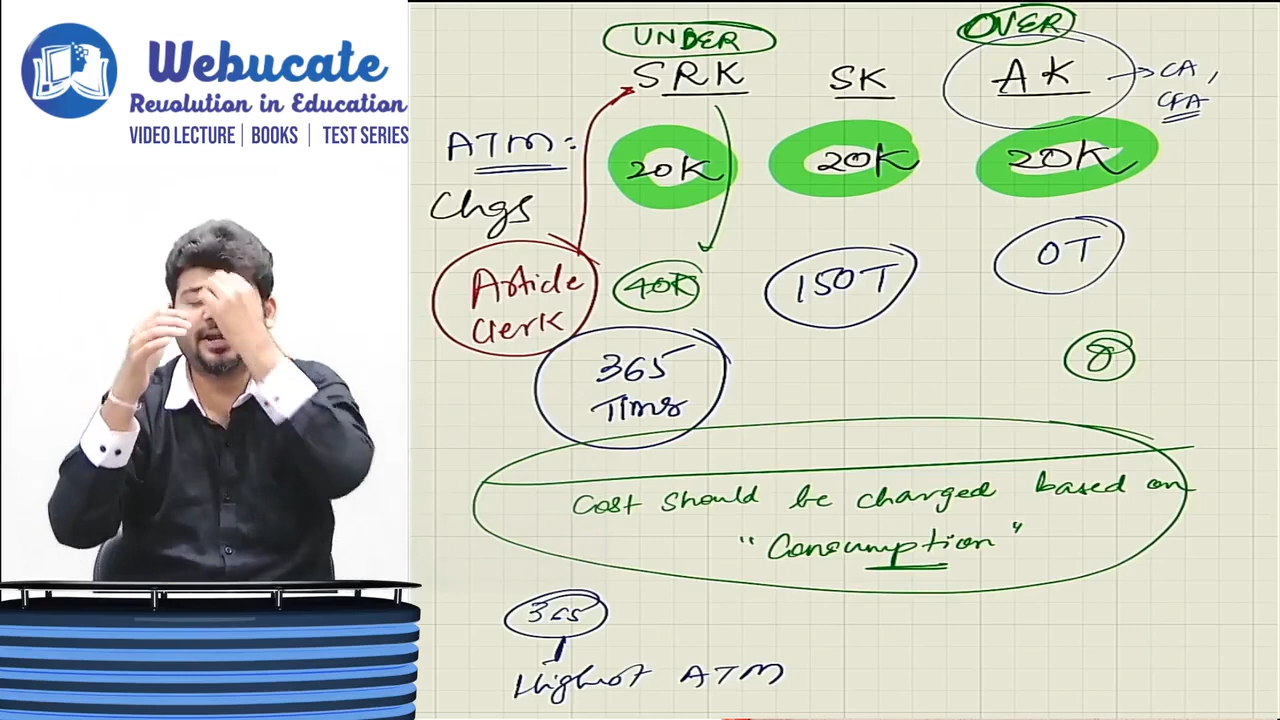 Webucate
Revolution in Education
VIDEO LECTURE | BOOKS | TEST SERIES
UNDER
OVER
SRK
SK
AK
CA,
CFA
ATM:
Chgs
20K
20K
20K
Article
Clerk
40K
150T
0T
365
Times
8
Cost should be charged based on
"Consumption"
365
Highest ATM